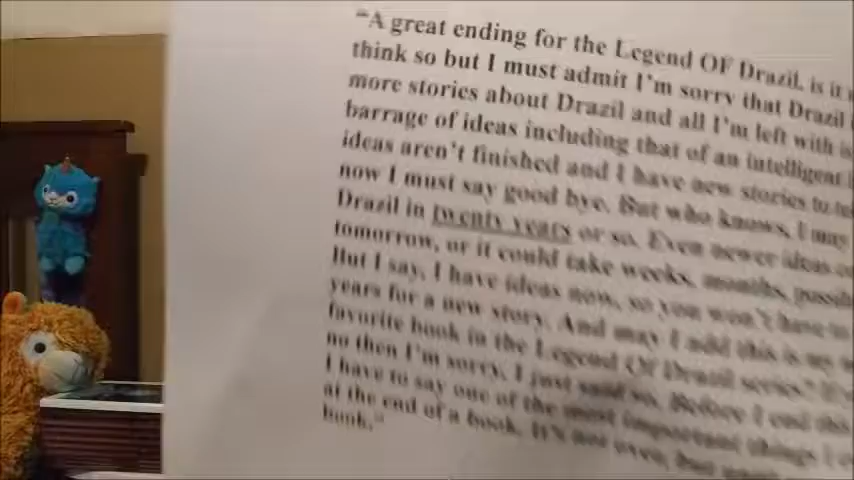 "A great ending for the Legend OF Drazil, is it
think so but I must admit I'm sorry that Drazil
more stories about Drazil and all I'm left with is
barrage of ideas including that of an intelligent
ideas aren't finished and I have new stories to
now I must say good bye. But who knows, I may
Drazil in twenty years or so. Even newer ideas
tomorrow, or it could take weeks, months,
But I say, I have ideas now, so you won't have to
years for a new story. And may I add this is my
favorite book in the Legend Of Drazil series."
no then I'm sorry, I just said so. Before I end this
I have to say one of the most important things I
at the end of a book. It's not over,
book."